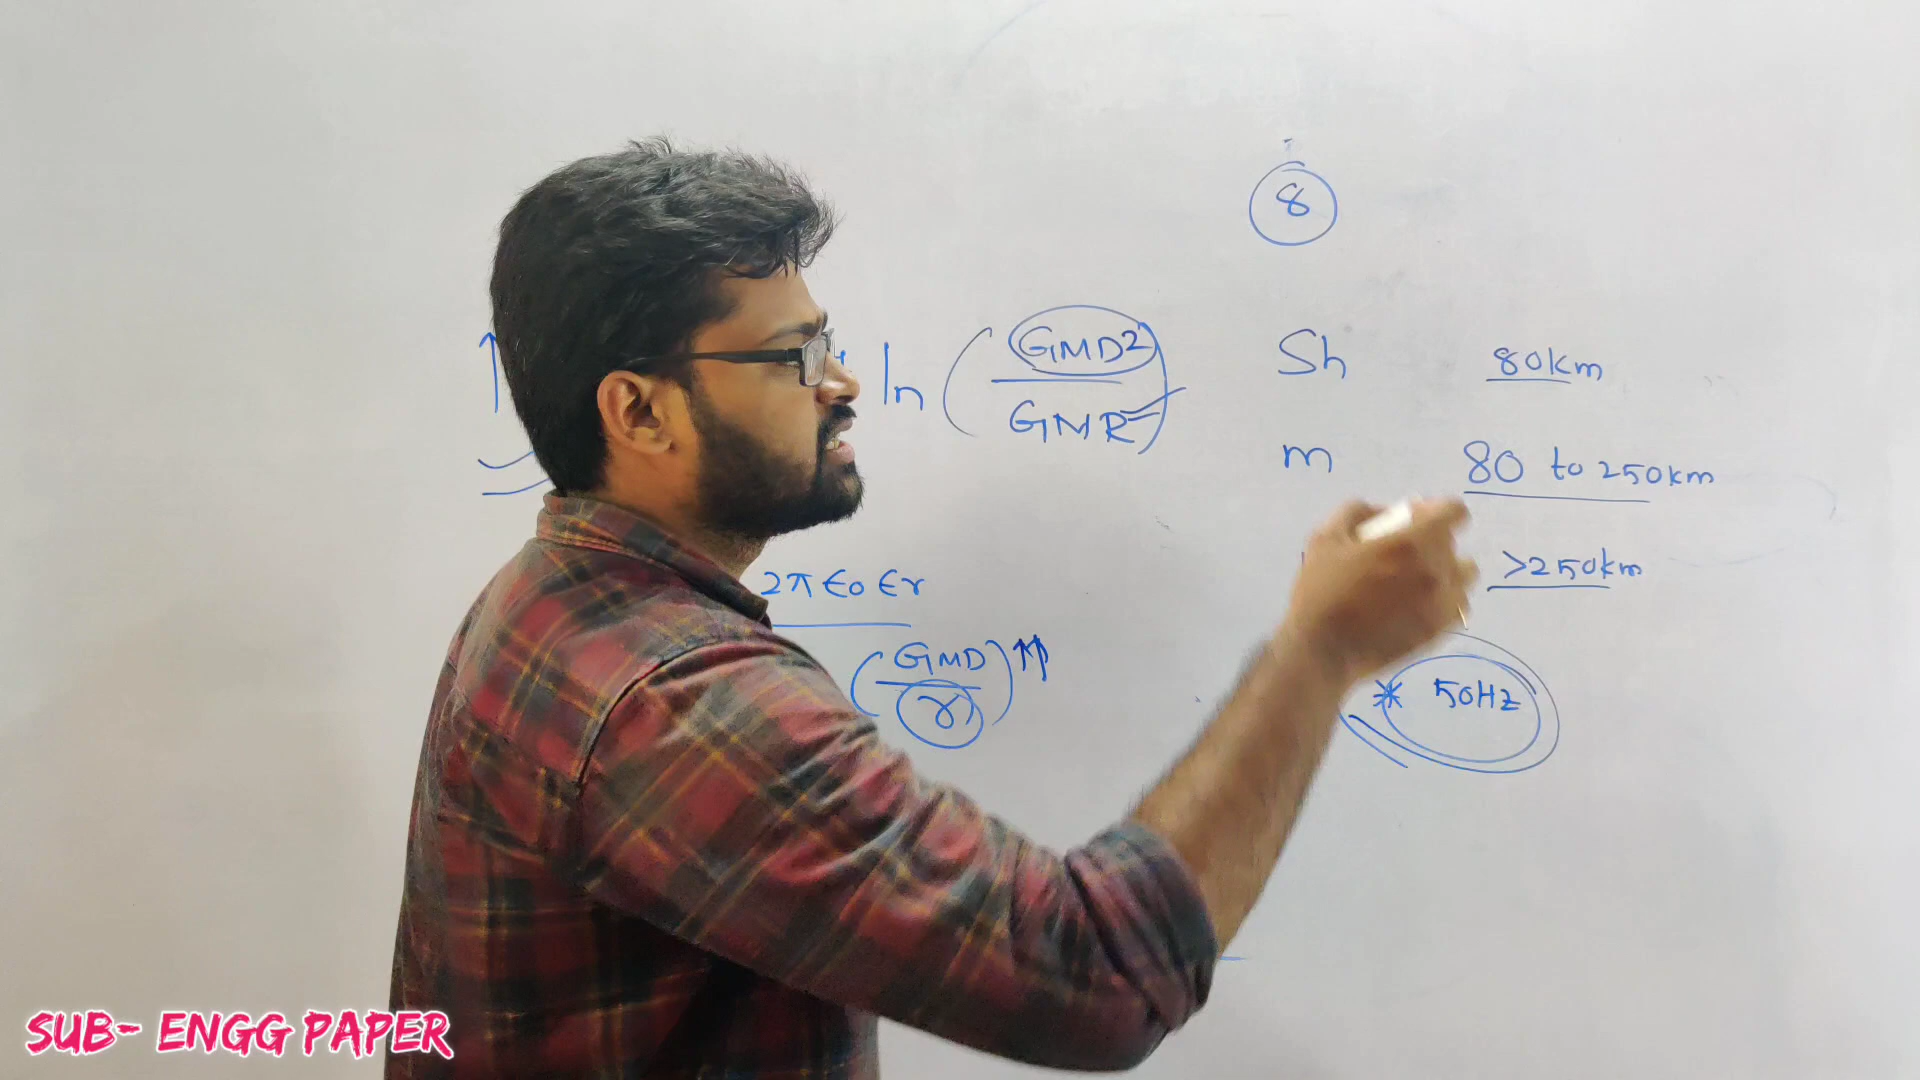 8
ln ( GMD2
GMR )
Sh 80km
m 80 to 250km
>250km
2π ϵ0 ϵr
( GMD ) ↑↑
r
* 50Hz
SUB- ENGG PAPER